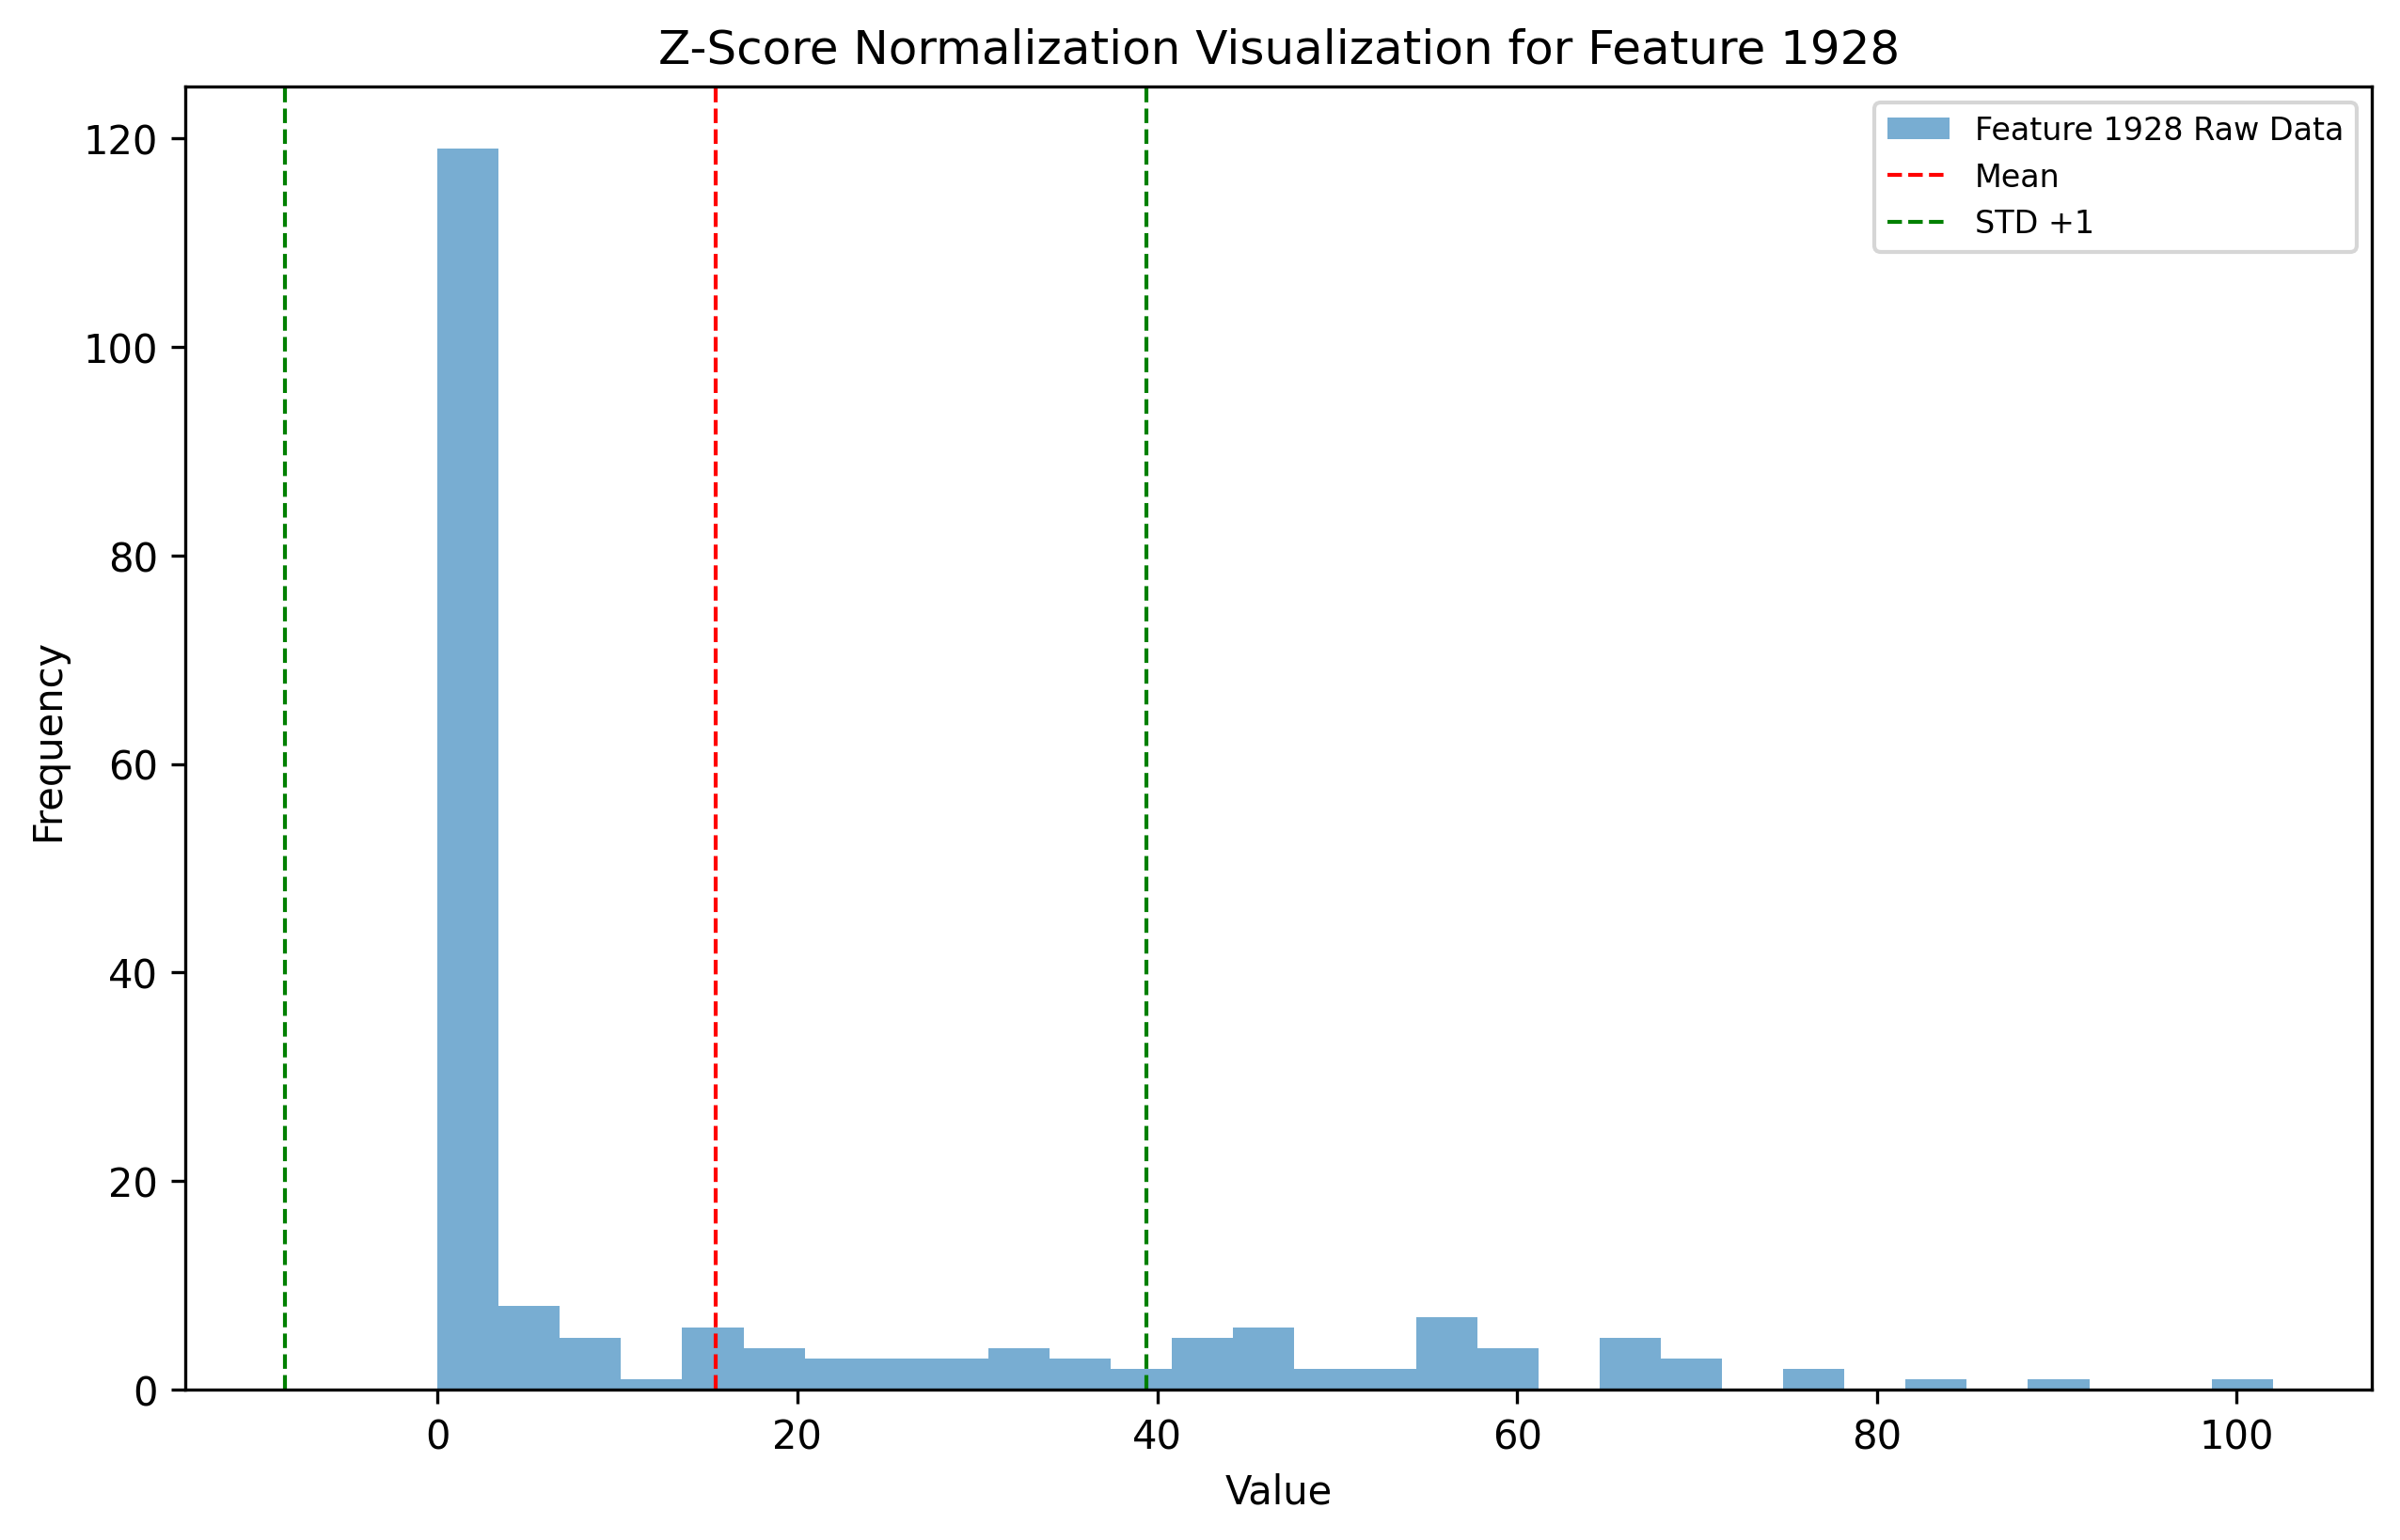 Z-Score Normalization Visualization for Feature 1928
Feature 1928 Raw Data
Mean
STD +1
120
100
80
60
40
20
0
Frequency
0 20 40 60 80 100
Value